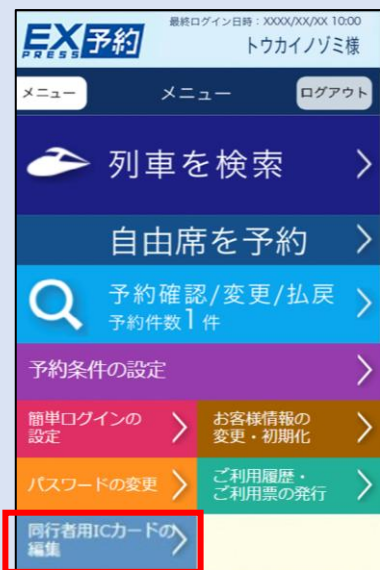 最終ログイン日時：XXXX/XX/XX 10:00
EX予約
PRESS
トウカイノゾミ様
メニュー
メニュー
ログアウト
列車を検索
自由席を予約
予約確認/変更/払戻
予約件数1 件
予約条件の設定
簡単ログインの
設定
お客様情報の
変更・初期化
パスワードの変更
ご利用履歴・
ご利用票の発行
同行者用ICカードの
編集